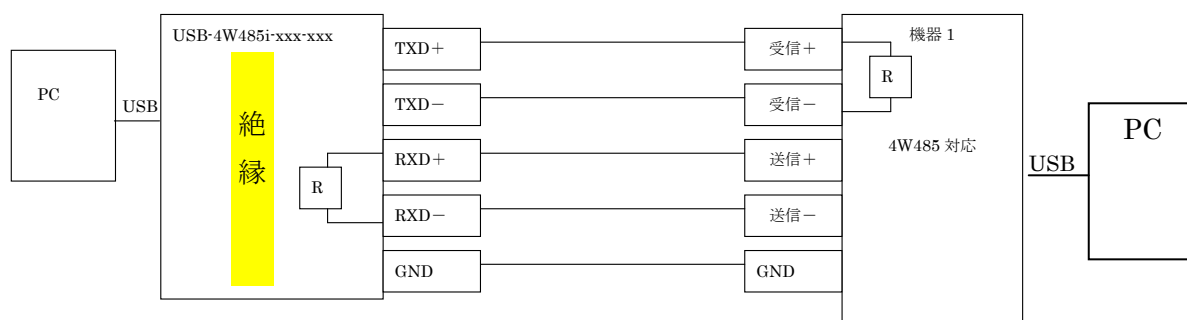 PC
USB
USB-4W485i-xxx-xxx
絶
縁
R
TXD+
TXD-
RXD+
RXD-
GND
受信+
受信-
送信+
送信-
GND
機器 1
R
4W485 対応
USB
PC